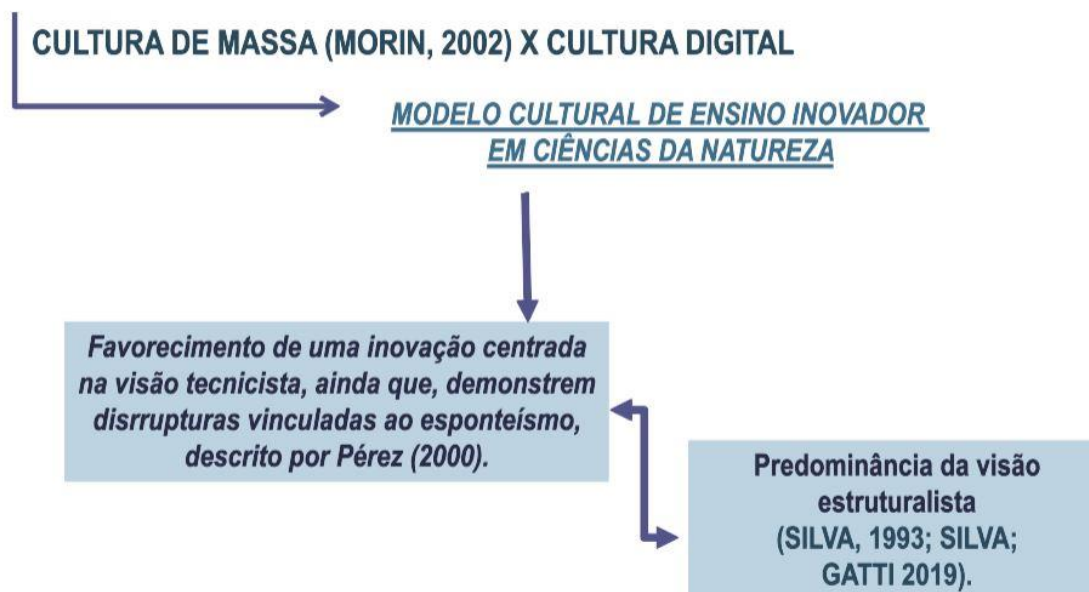 CULTURA DE MASSA (MORIN, 2002) X CULTURA DIGITAL
MODELO CULTURAL DE ENSINO INOVADOR
EM CIÊNCIAS DA NATUREZA
Favorecimento de uma inovação centrada
na visão tecnicista, ainda que, demonstrem
disrrupturas vinculadas ao esponteísmo,
descrito por Pérez (2000).
Predominância da visão
estruturalista
(SILVA, 1993; SILVA;
GATTI 2019).